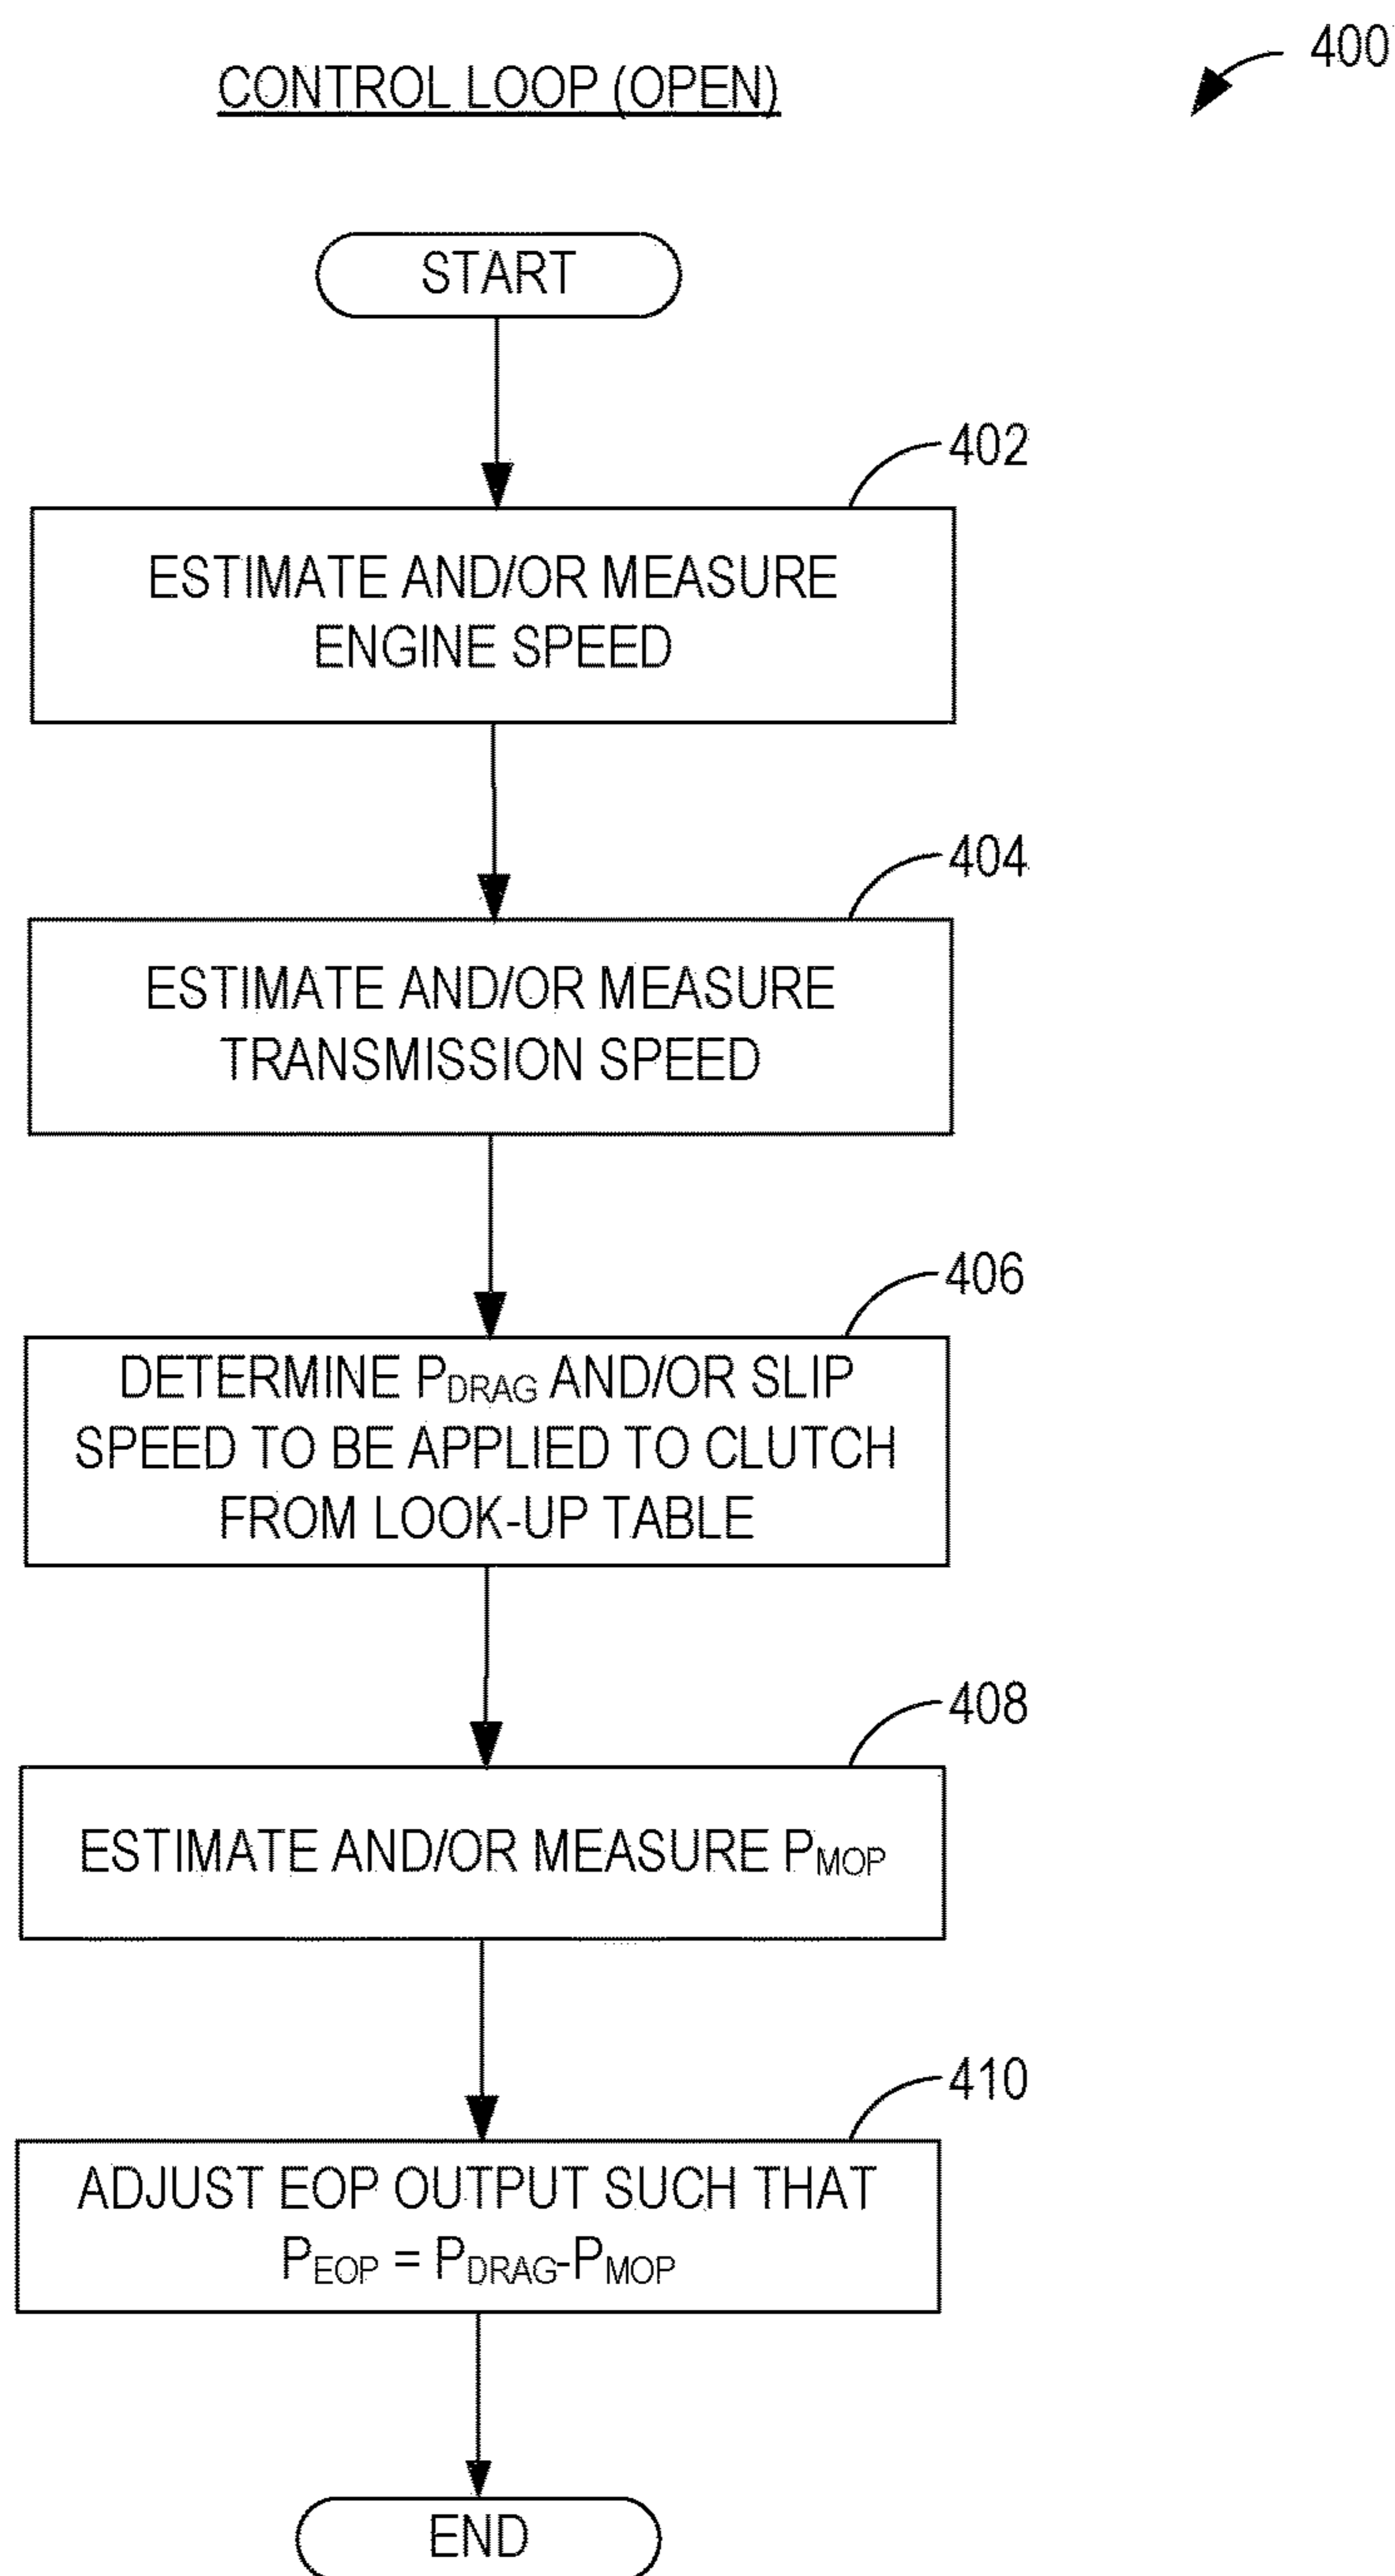 400
CONTROL LOOP (OPEN)
START
402
ESTIMATE AND/OR MEASURE
ENGINE SPEED
404
ESTIMATE AND/OR MEASURE
TRANSMISSION SPEED
406
DETERMINE PDRAG AND/OR SLIP
SPEED TO BE APPLIED TO CLUTCH
FROM LOOK-UP TABLE
408
ESTIMATE AND/OR MEASURE PMOP
410
ADJUST EOP OUTPUT SUCH THAT
PEOP = PDRAG-PMOP
END